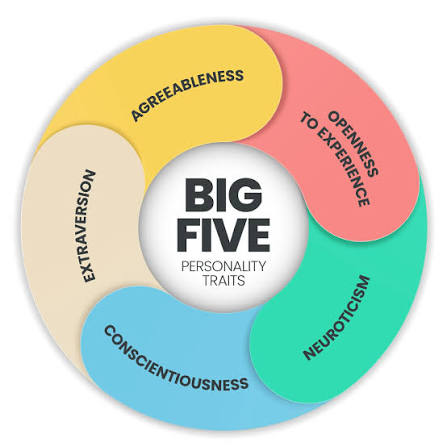 AGREEABLENESS
OPENNESS
TO EXPERIENCE
NEUROTICISM
CONSCIENTIOUSNESS
EXTRAVERSION
BIG
FIVE
PERSONALITY
TRAITS